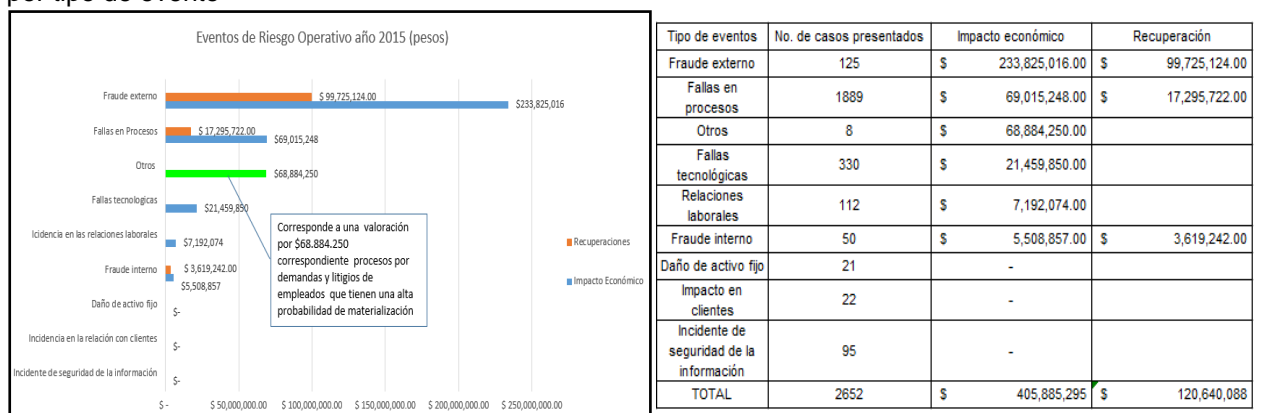 por tipo de evento
Eventos de Riesgo Operativo año 2015 (pesos)
Fraude externo
$ 99,725,124.00
$233,825,016
Fallas en Procesos
$ 17,295,722.00
$69,015,248
Otros
$68,884,250
Fallas tecnologicas
$21,459,850
Icidencia en las relaciones laborales
$7,192,074
Fraude interno
$ 3,619,242.00
$5,508,857
Daño de activo fijo
$-
Incidencia en la relación con clientes
$-
Incidente de seguridad de la información
$-
Corresponde a una valoración
por $68.884.250
correspondiente procesos por
demandas y litigios de
empleados que tienen una alta
probabilidad de materialización
Recuperaciones
Impacto Económico
$ - $ 50,000,000.00 $ 100,000,000.00 $ 150,000,000.00 $ 200,000,000.00 $ 250,000,000.00
Tipo de eventos No. de casos presentados Impacto económico Recuperación
Fraude externo 125 $ 233,825,016.00 $ 99,725,124.00
Fallas en
procesos 1889 $ 69,015,248.00 $ 17,295,722.00
Otros 8 $ 68,884,250.00
Fallas
tecnológicas 330 $ 21,459,850.00
Relaciones
laborales 112 $ 7,192,074.00
Fraude interno 50 $ 5,508,857.00 $ 3,619,242.00
Daño de activo fijo 21 -
Impacto en
clientes 22 -
Incidente de
seguridad de la
información 95 -
TOTAL 2652 $ 405,885,295 $ 120,640,088